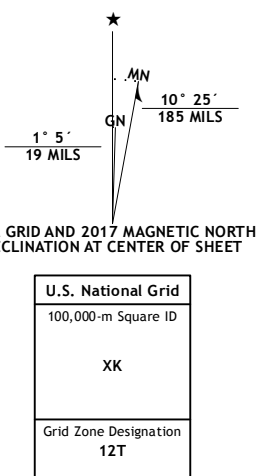 MN
GN
10° 25´
185 MILS
1° 5´
19 MILS
GRID AND 2017 MAGNETIC NORTH
CLINATION AT CENTER OF SHEET
U.S. National Grid
100,000-m Square ID
XK
Grid Zone Designation
12T